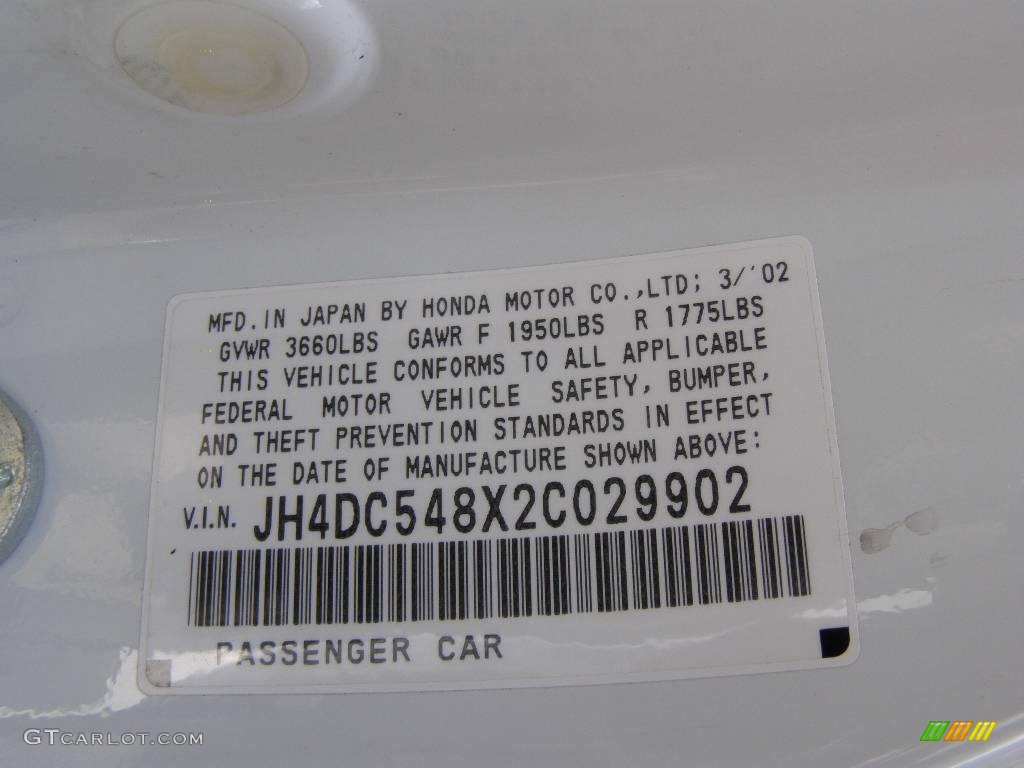 MFD. IN JAPAN BY HONDA MOTOR CO.,LTD; 3/'02
GVWR 3660LBS GAWR F 1950LBS R 1775LBS
THIS VEHICLE CONFORMS TO ALL APPLICABLE
FEDERAL MOTOR VEHICLE SAFETY, BUMPER,
AND THEFT PREVENTION STANDARDS IN EFFECT
ON THE DATE OF MANUFACTURE SHOWN ABOVE:
V.I.N. JH4DC548X2C029902
PASSENGER CAR
GTCARLOT.COM